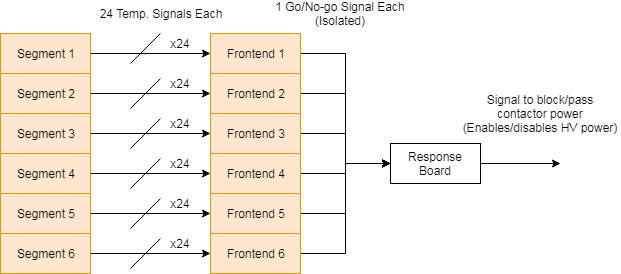 24 Temp. Signals Each
1 Go/No-go Signal Each
(Isolated)
Segment 1
x24
Frontend 1
Segment 2
x24
Frontend 2
Segment 3
x24
Frontend 3
Segment 4
x24
Frontend 4
Segment 5
x24
Frontend 5
Segment 6
x24
Frontend 6
Response
Board
Signal to block/pass
contactor power
(Enables/disables HV power)